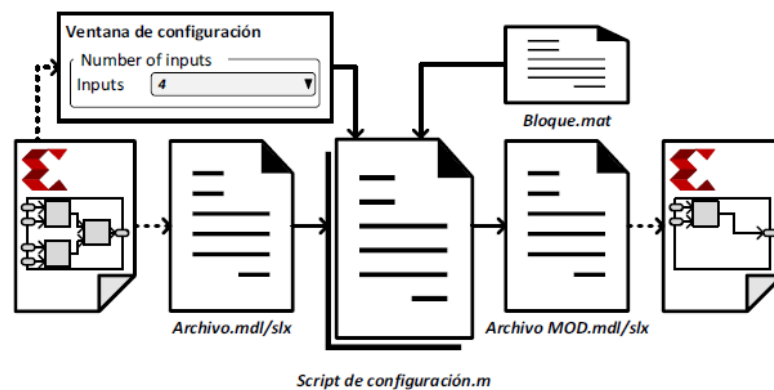 Ventana de configuración
Number of inputs
Inputs 4
Bloque.mat
Archivo.mdl/slx
Archivo MOD.mdl/slx
Script de configuración.m